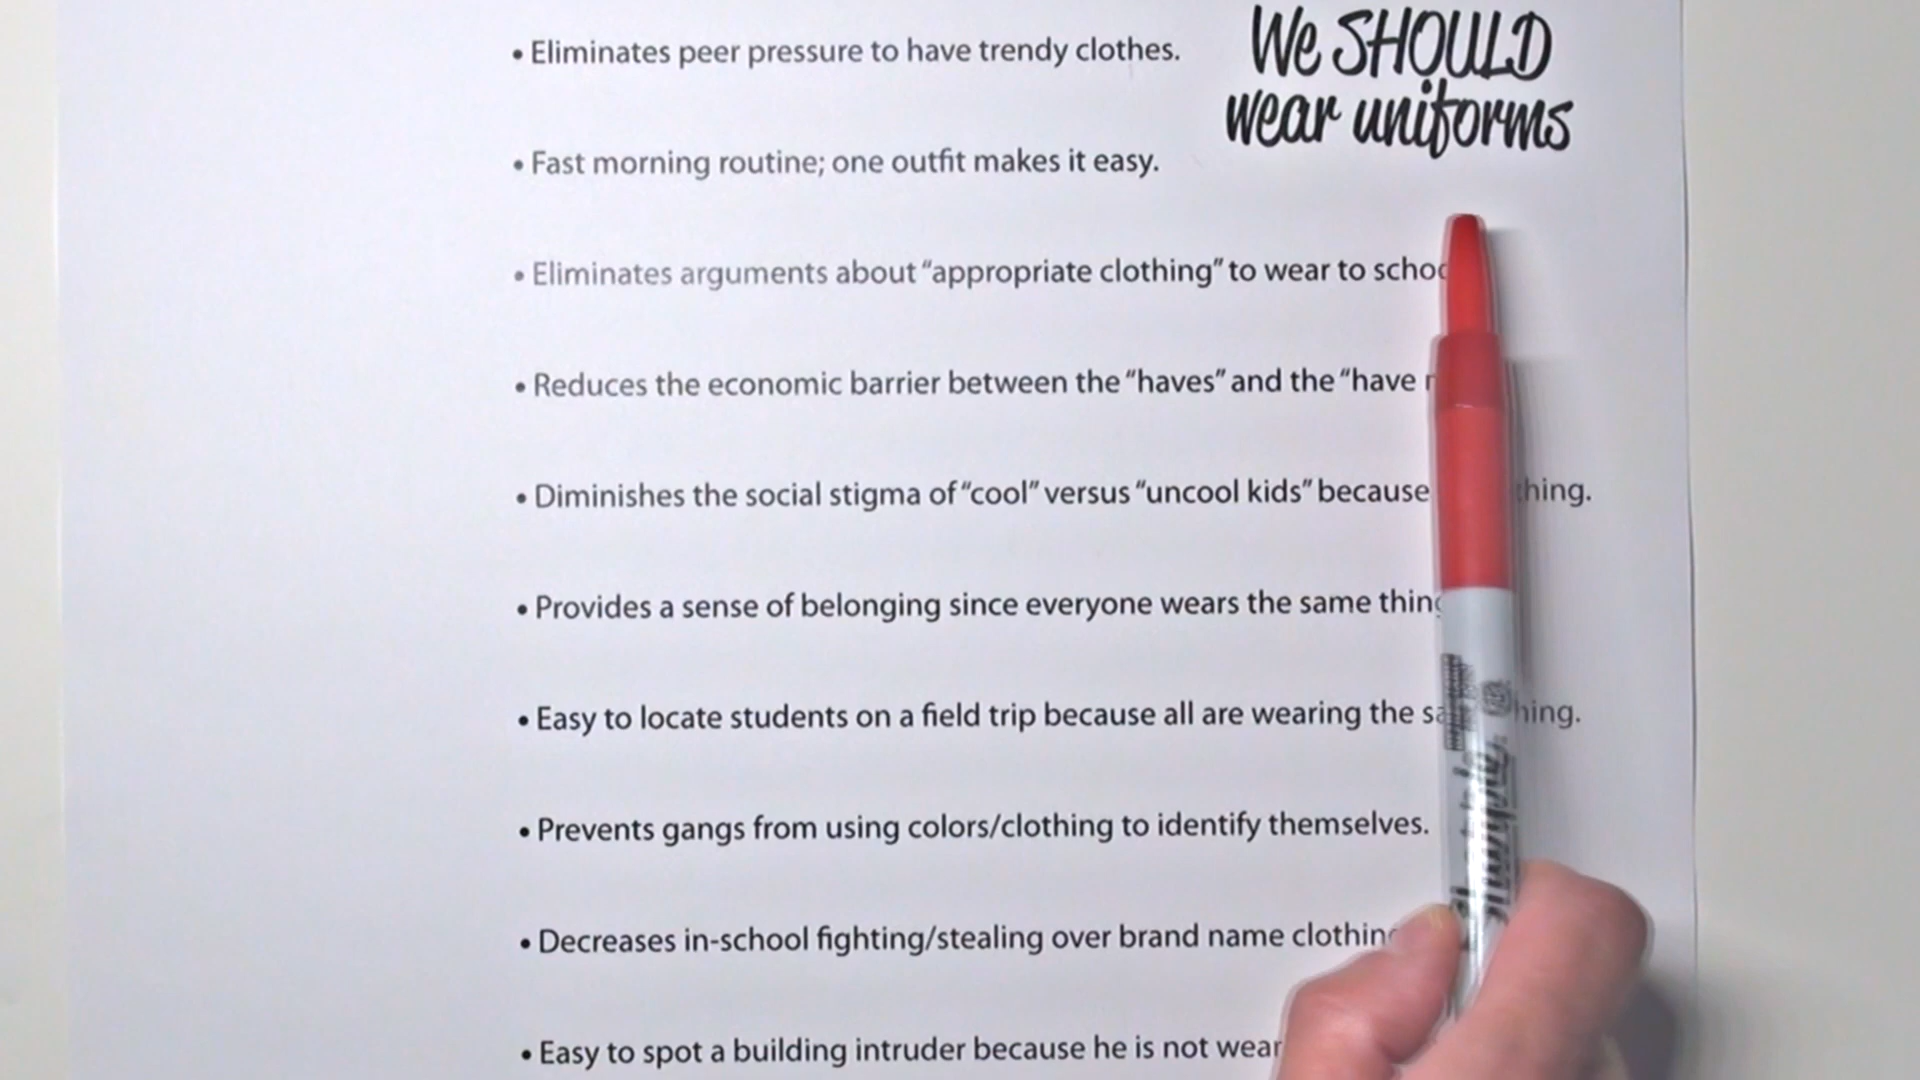 We SHOULD
wear uniforms
• Eliminates peer pressure to have trendy clothes.
• Fast morning routine; one outfit makes it easy.
• Eliminates arguments about “appropriate clothing” to wear to
• Reduces the economic barrier between the “haves” and the “have
• Diminishes the social stigma of “cool” versus “uncool kids” because
• Provides a sense of belonging since everyone wears the same
• Easy to locate students on a field trip because all are wearing the
• Prevents gangs from using colors/clothing to identify themselves.
• Decreases in-school fighting/stealing over brand name
• Easy to spot a building intruder because he is not